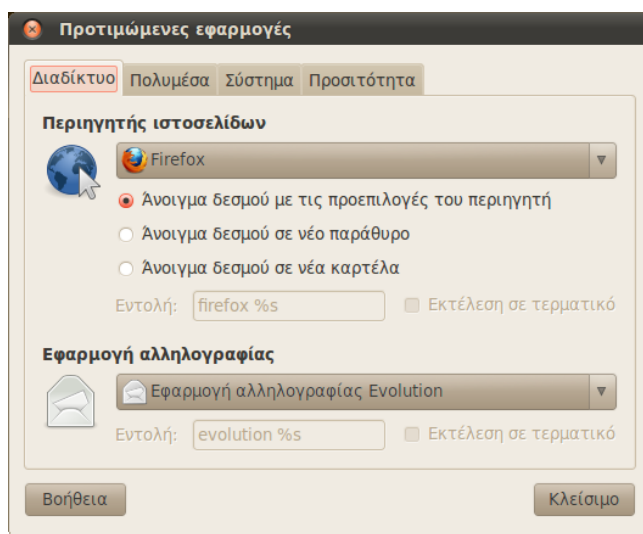 Προτιμώμενες εφαρμογές
Διαδίκτυο Πολυμέσα Σύστημα Προσιτότητα
Περιηγητής ιστοσελίδων
Firefox
Άνοιγμα δεσμού με τις προεπιλογές του περιηγητή
Άνοιγμα δεσμού σε νέο παράθυρο
Άνοιγμα δεσμού σε νέα καρτέλα
Εντολή: firefox %s Εκτέλεση σε τερματικό
Εφαρμογή αλληλογραφίας
Εφαρμογή αλληλογραφίας Evolution
Εντολή: evolution %s Εκτέλεση σε τερματικό
Βοήθεια Κλείσιμο